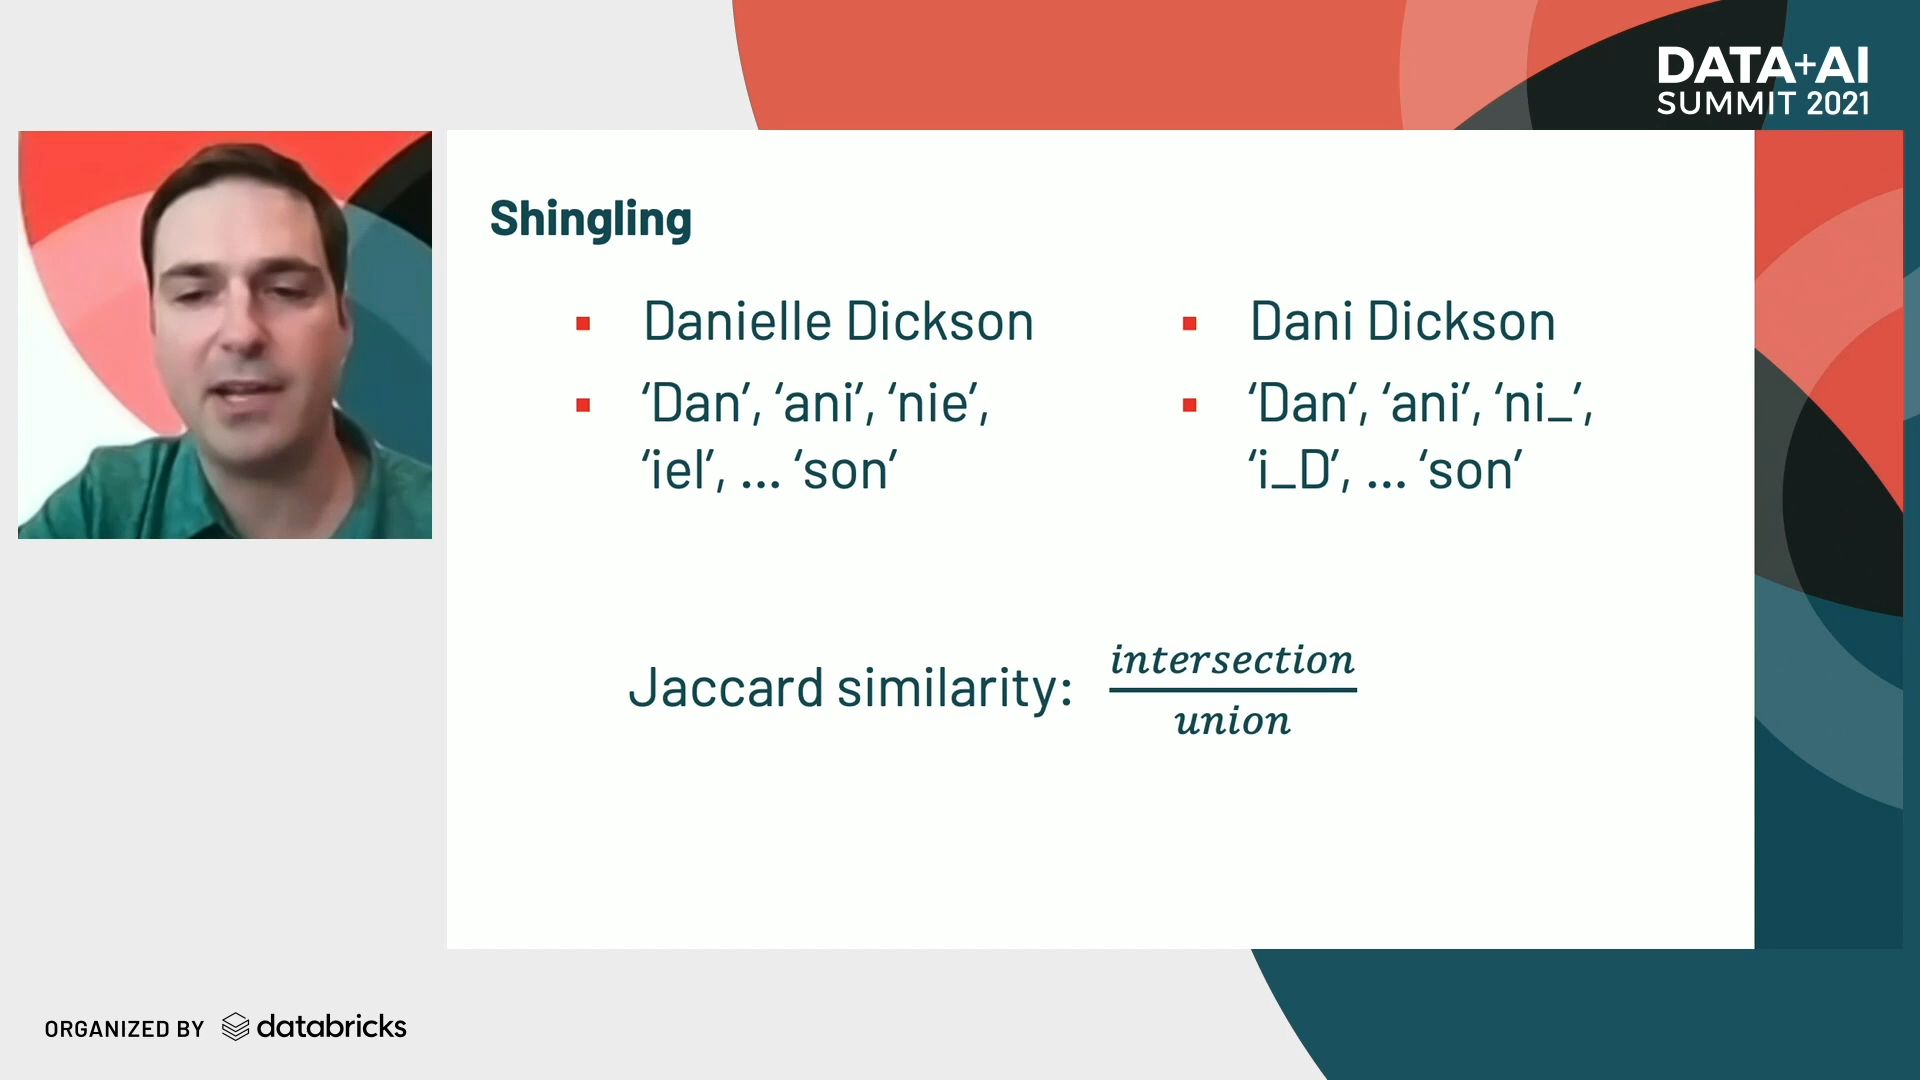 DATA+AI
SUMMIT 2021
Shingling
▪ Danielle Dickson
▪ ‘Dan’, ‘ani’, ‘nie’,
‘iel’, ... ‘son’
▪ Dani Dickson
▪ ‘Dan’, ‘ani’, ‘ni_’,
‘i_D’, ... ‘son’
Jaccard similarity: intersection
union
ORGANIZED BY databricks